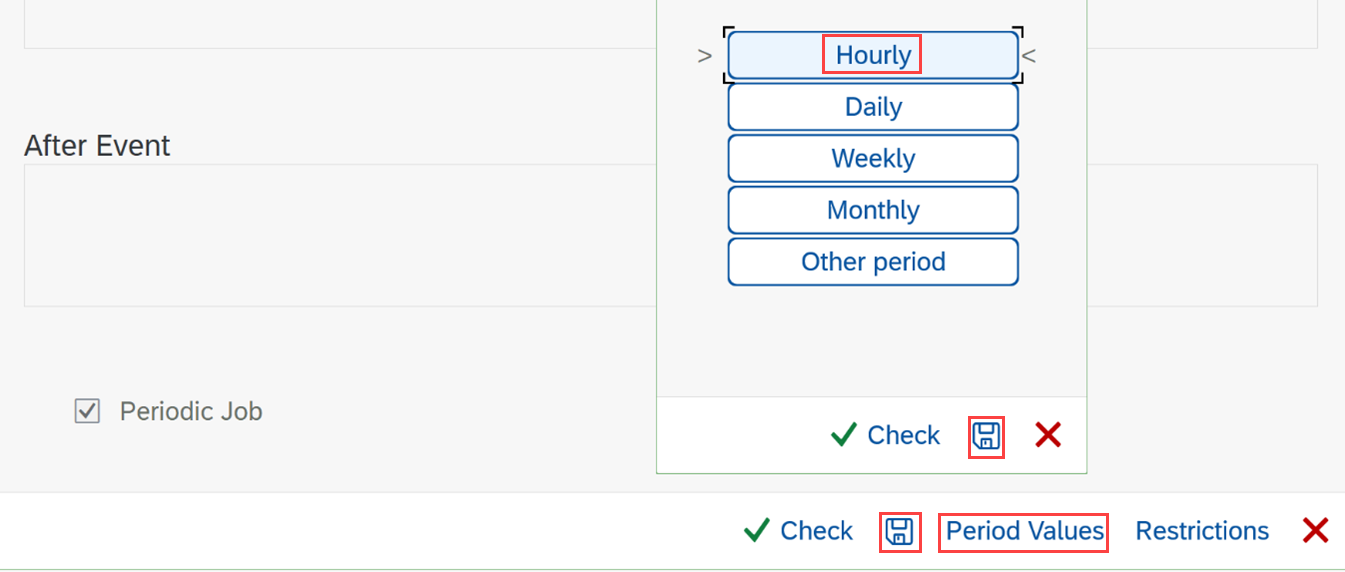 > Hourly <
Daily
Weekly
Monthly
Other period
After Event
Periodic Job
Check
Check Period Values Restrictions